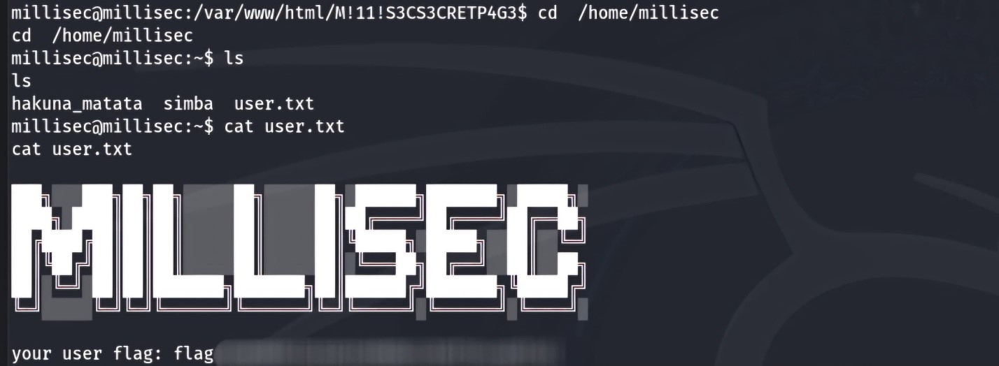 millisec@millisec:/var/www/html/M!11!S3CS3CRETP4G3$ cd  /home/millisec
cd  /home/millisec
millisec@millisec:~$ ls
ls
hakuna_matata  simba  user.txt
millisec@millisec:~$ cat user.txt
cat user.txt
MILLISEC
your user flag: flag